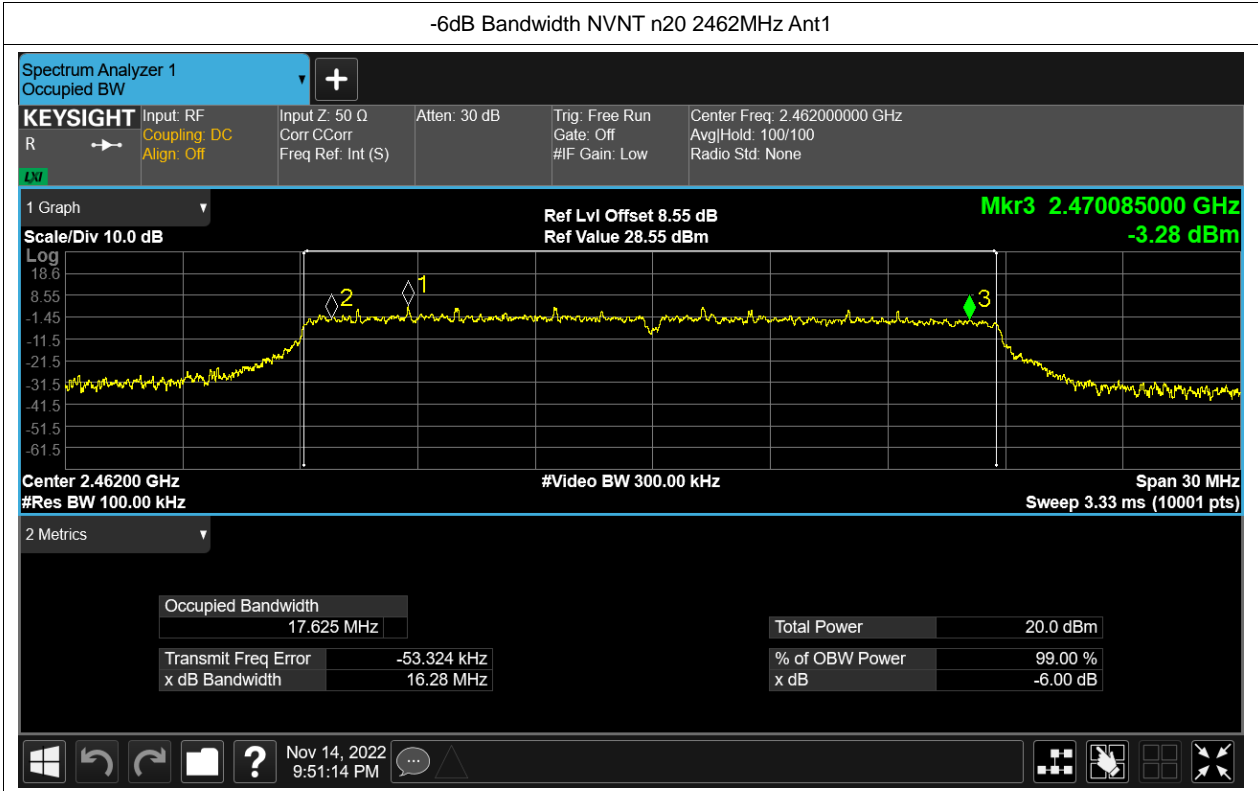 -6dB Bandwidth NVNT n20 2462MHz Ant1
Spectrum Analyzer 1
Occupied BW
KEYSIGHT
R
LXI
Input: RF
Coupling: DC
Align: Off
Input Z: 50 Ω
Corr CCorr
Freq Ref: Int (S)
Atten: 30 dB
Trig: Free Run
Gate: Off
#IF Gain: Low
Center Freq: 2.462000000 GHz
Avg|Hold: 100/100
Radio Std: None
1 Graph
Scale/Div 10.0 dB
Ref Lvl Offset 8.55 dB
Ref Value 28.55 dBm
Mkr3 2.470085000 GHz
-3.28 dBm
Log
18.6
8.55
-1.45
-11.5
-21.5
-31.5
-41.5
-51.5
-61.5
2
1
3
Center 2.46200 GHz
#Res BW 100.00 kHz
#Video BW 300.00 kHz
Span 30 MHz
Sweep 3.33 ms (10001 pts)
2 Metrics
Occupied Bandwidth
17.625 MHz
Transmit Freq Error -53.324 kHz
x dB Bandwidth 16.28 MHz
Total Power 20.0 dBm
% of OBW Power 99.00 %
x dB -6.00 dB
?
Nov 14, 2022
9:51:14 PM